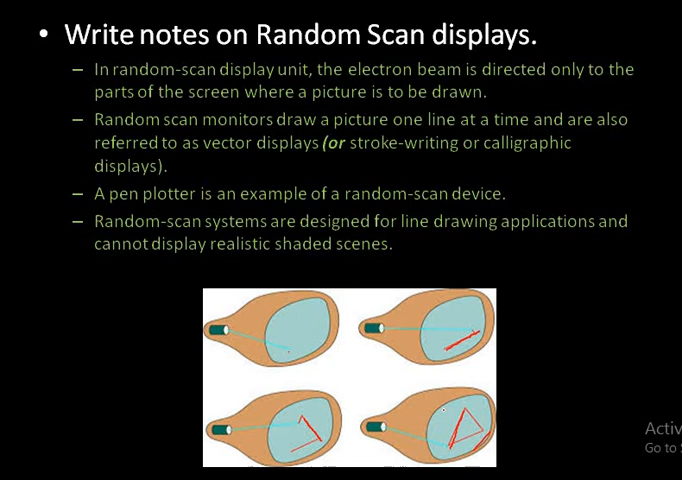 • Write notes on Random Scan displays.
– In random-scan display unit, the electron beam is directed only to the
parts of the screen where a picture is to be drawn.
– Random scan monitors draw a picture one line at a time and are also
referred to as vector displays (or stroke-writing or calligraphic
displays).
– A pen plotter is an example of a random-scan device.
– Random-scan systems are designed for line drawing applications and
cannot display realistic shaded scenes.
Activ
Go to S